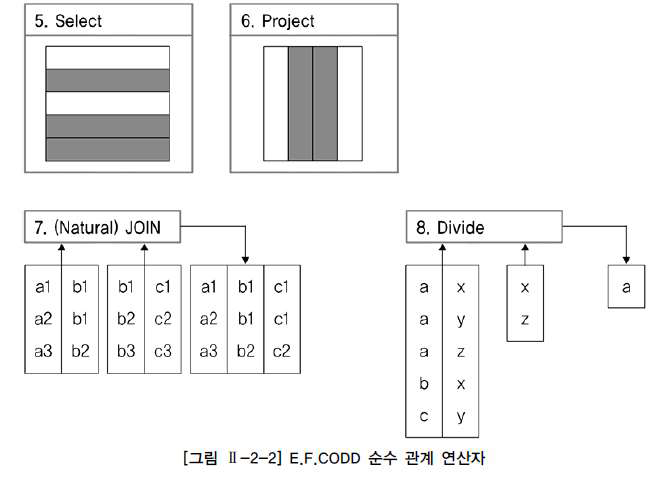 5. Select
6. Project
7. (Natural) JOIN
8. Divide
a1 b1 b1 c1 a1 b1 c1
a2 b1 b2 c2 a2 b1 c1
a3 b2 b3 c3 a3 b2 c2
a x x a
a y z
a z
b x
c y
[그림 Ⅱ-2-2] E.F.CODD 순수 관계 연산자